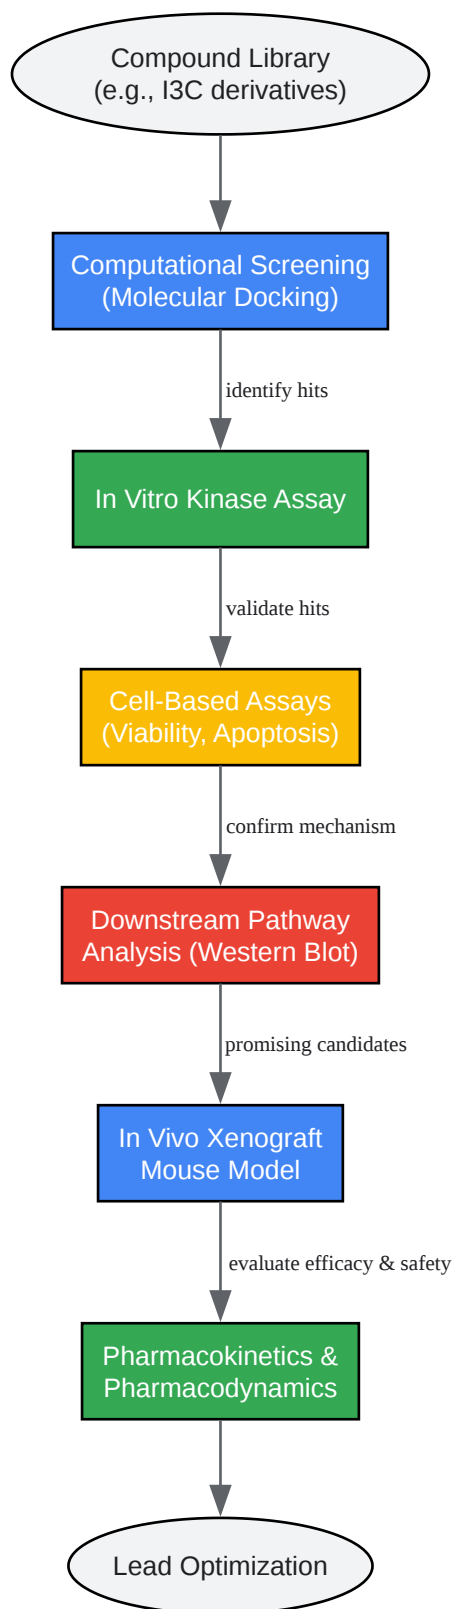 Compound Library
(e.g., I3C derivatives)
Computational Screening
(Molecular Docking)
identify hits
In Vitro Kinase Assay
validate hits
Cell-Based Assays
(Viability, Apoptosis)
confirm mechanism
Downstream Pathway
Analysis (Western Blot)
promising candidates
In Vivo Xenograft
Mouse Model
evaluate efficacy & safety
Pharmacokinetics &
Pharmacodynamics
Lead Optimization